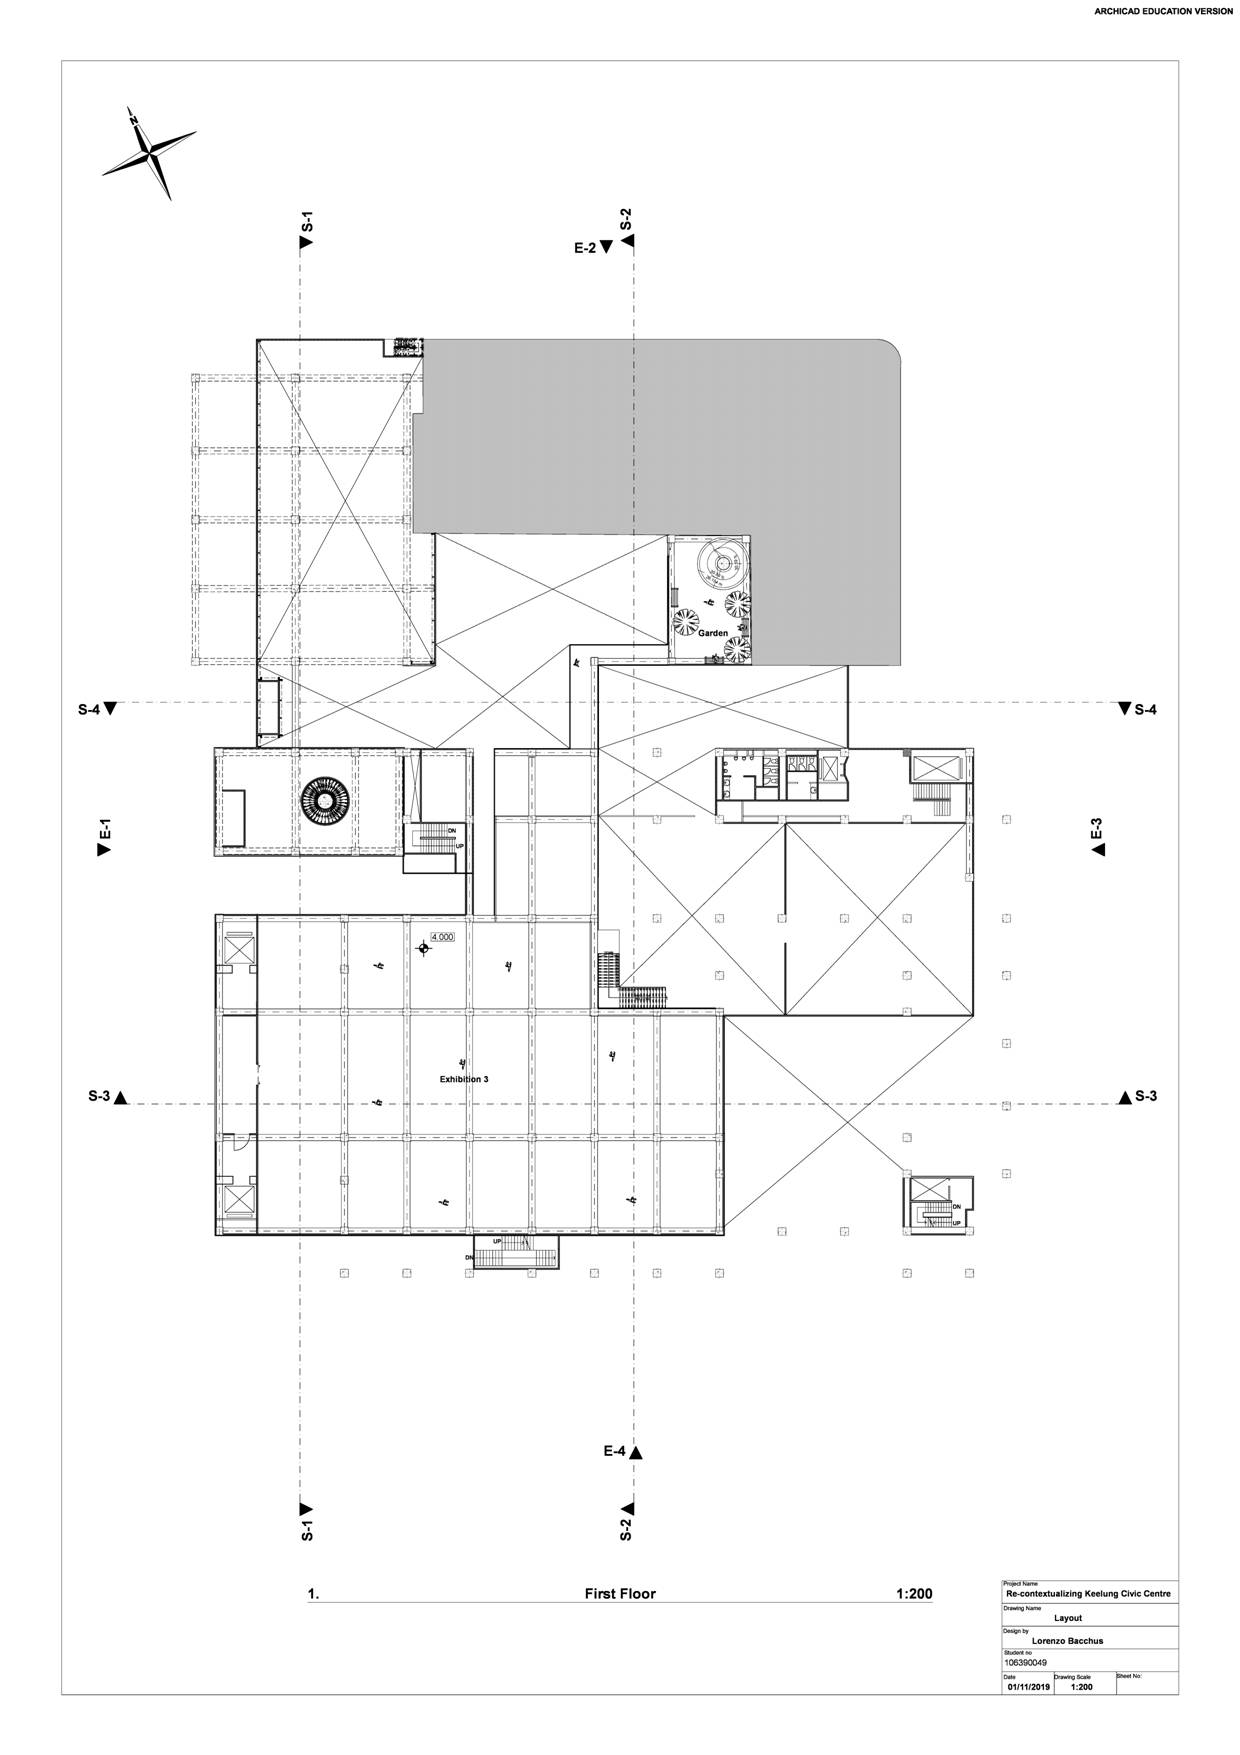 ARCHICAD EDUCATION VERSION
N
S-1
S-2
E-2
Garden
S-4
S-4
E-1
DN
UP
E-3
4.000
Exhibition 3
S-3
S-3
DN
UP
UP
DN
E-4
S-1
S-2
1. First Floor 1:200
Project Name
Re-contextualizing Keelung Civic Centre
Drawing Name
Layout
Design by
Lorenzo Bacchus
Student no
106390049
Date Drawing Scale Sheet No:
01/11/2019 1:200